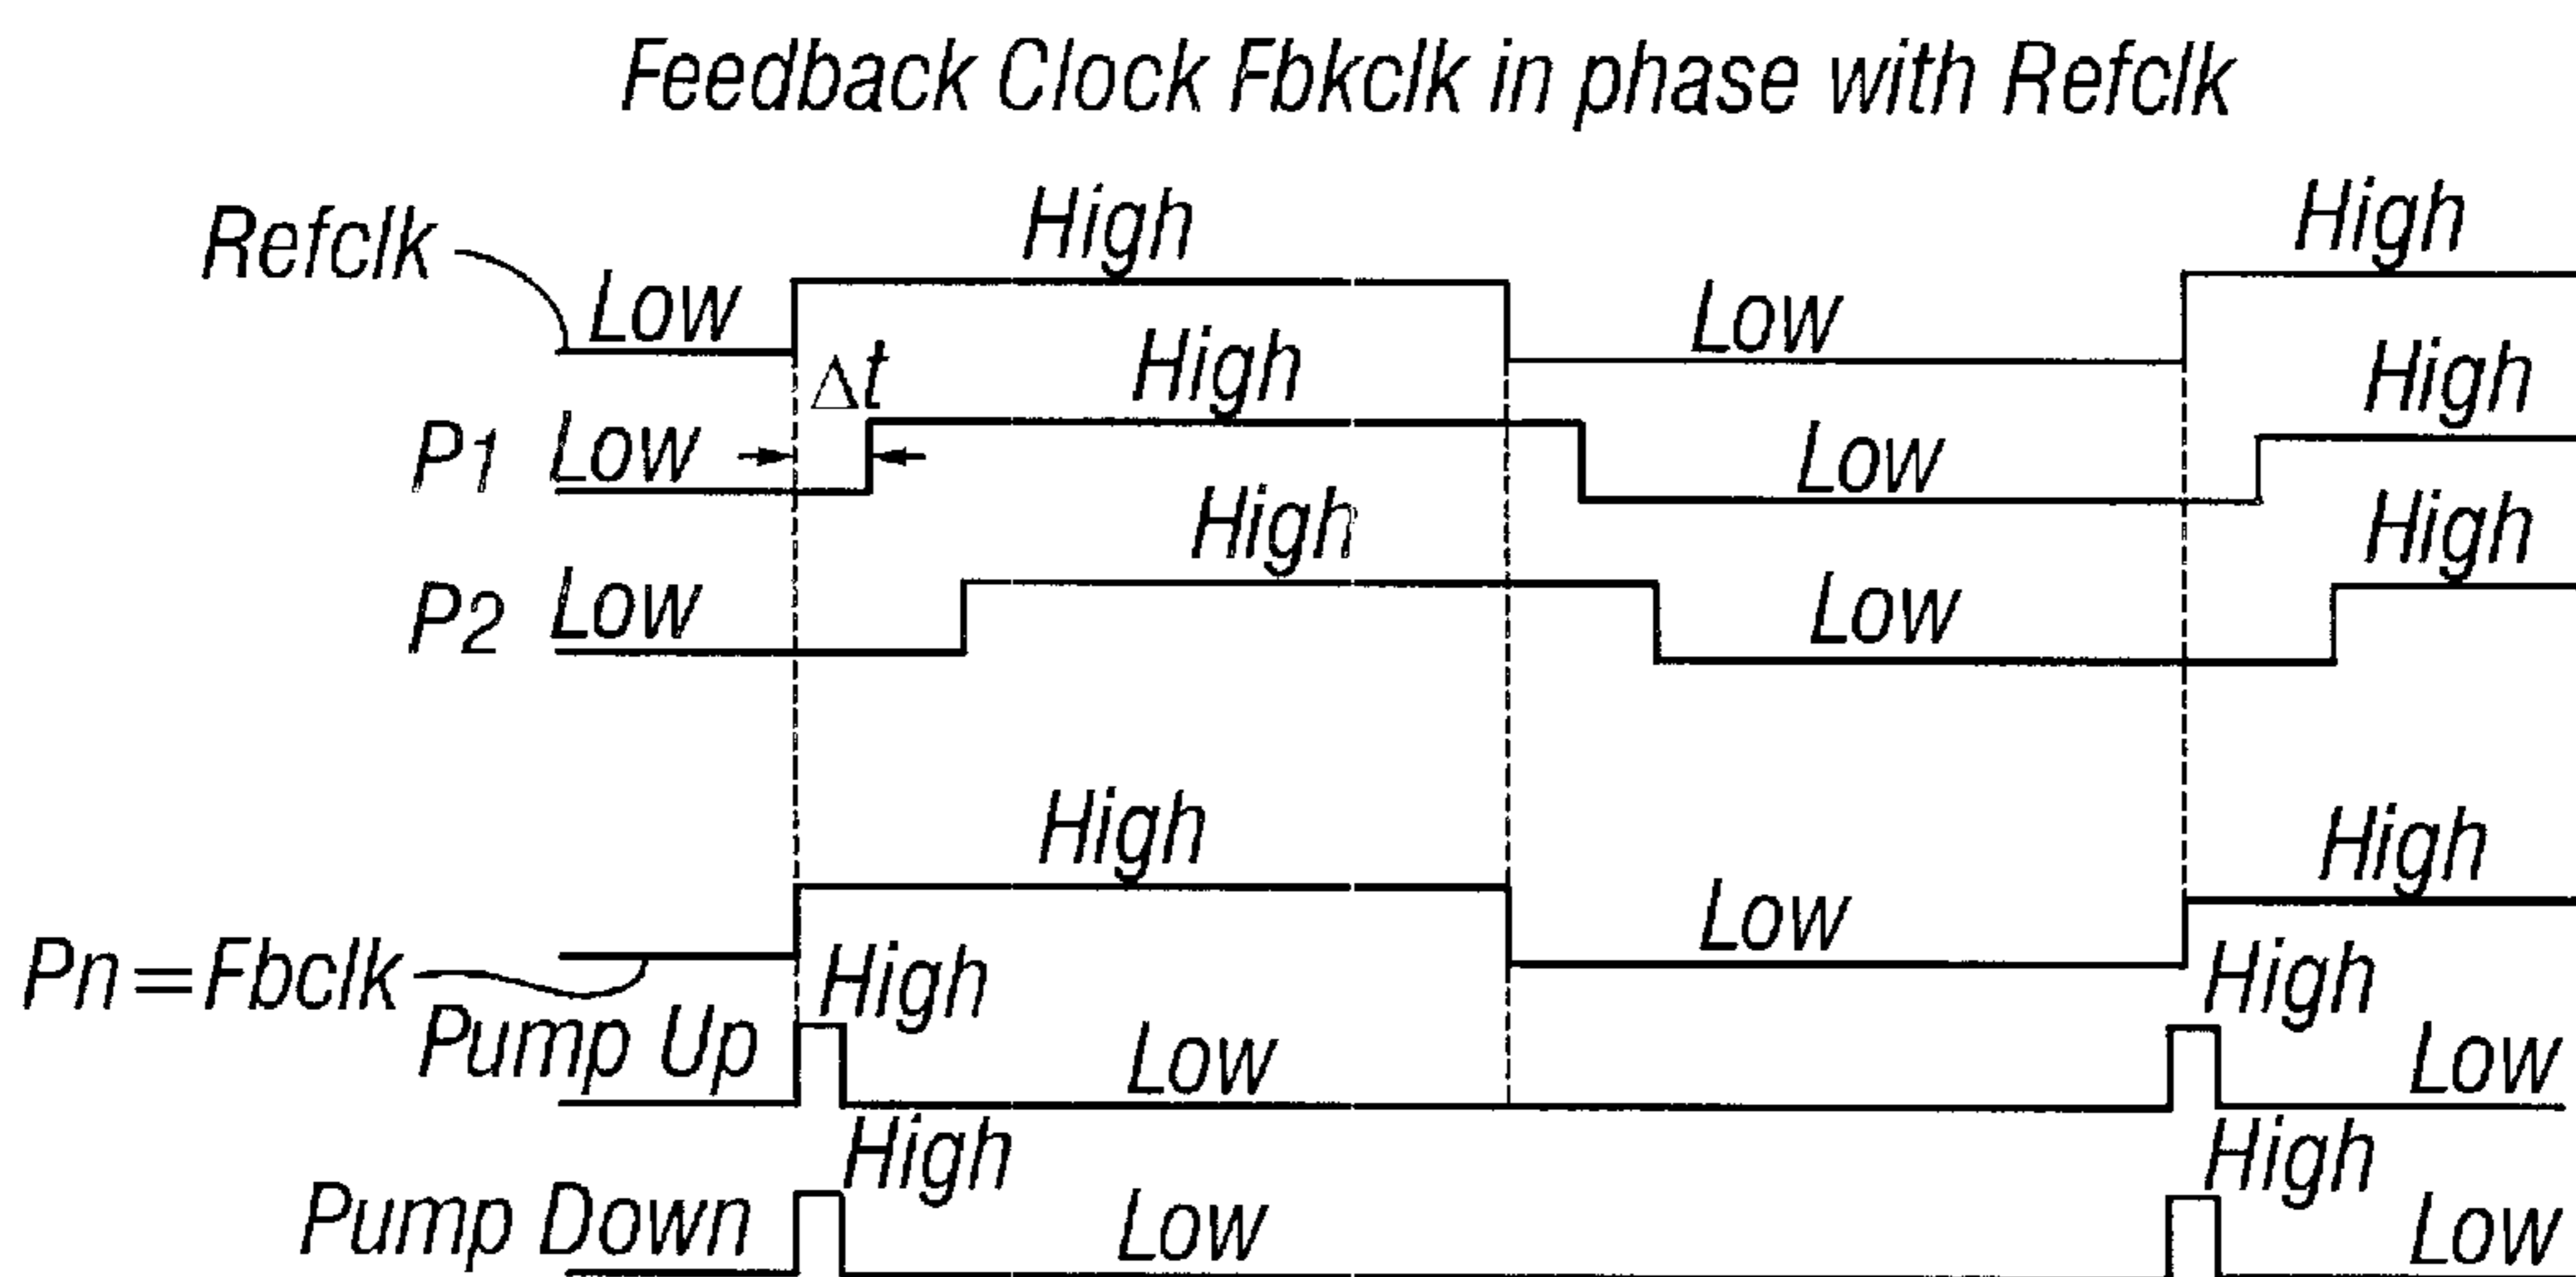 Feedback Clock Fbkclk in phase with Refclk
High High
Refclk Low Low
Δt High High
P1 Low Low
High High
P2 Low Low
High High
Low
Pn=Fbclk High High
Pump Up Low Low
High High
Pump Down Low Low